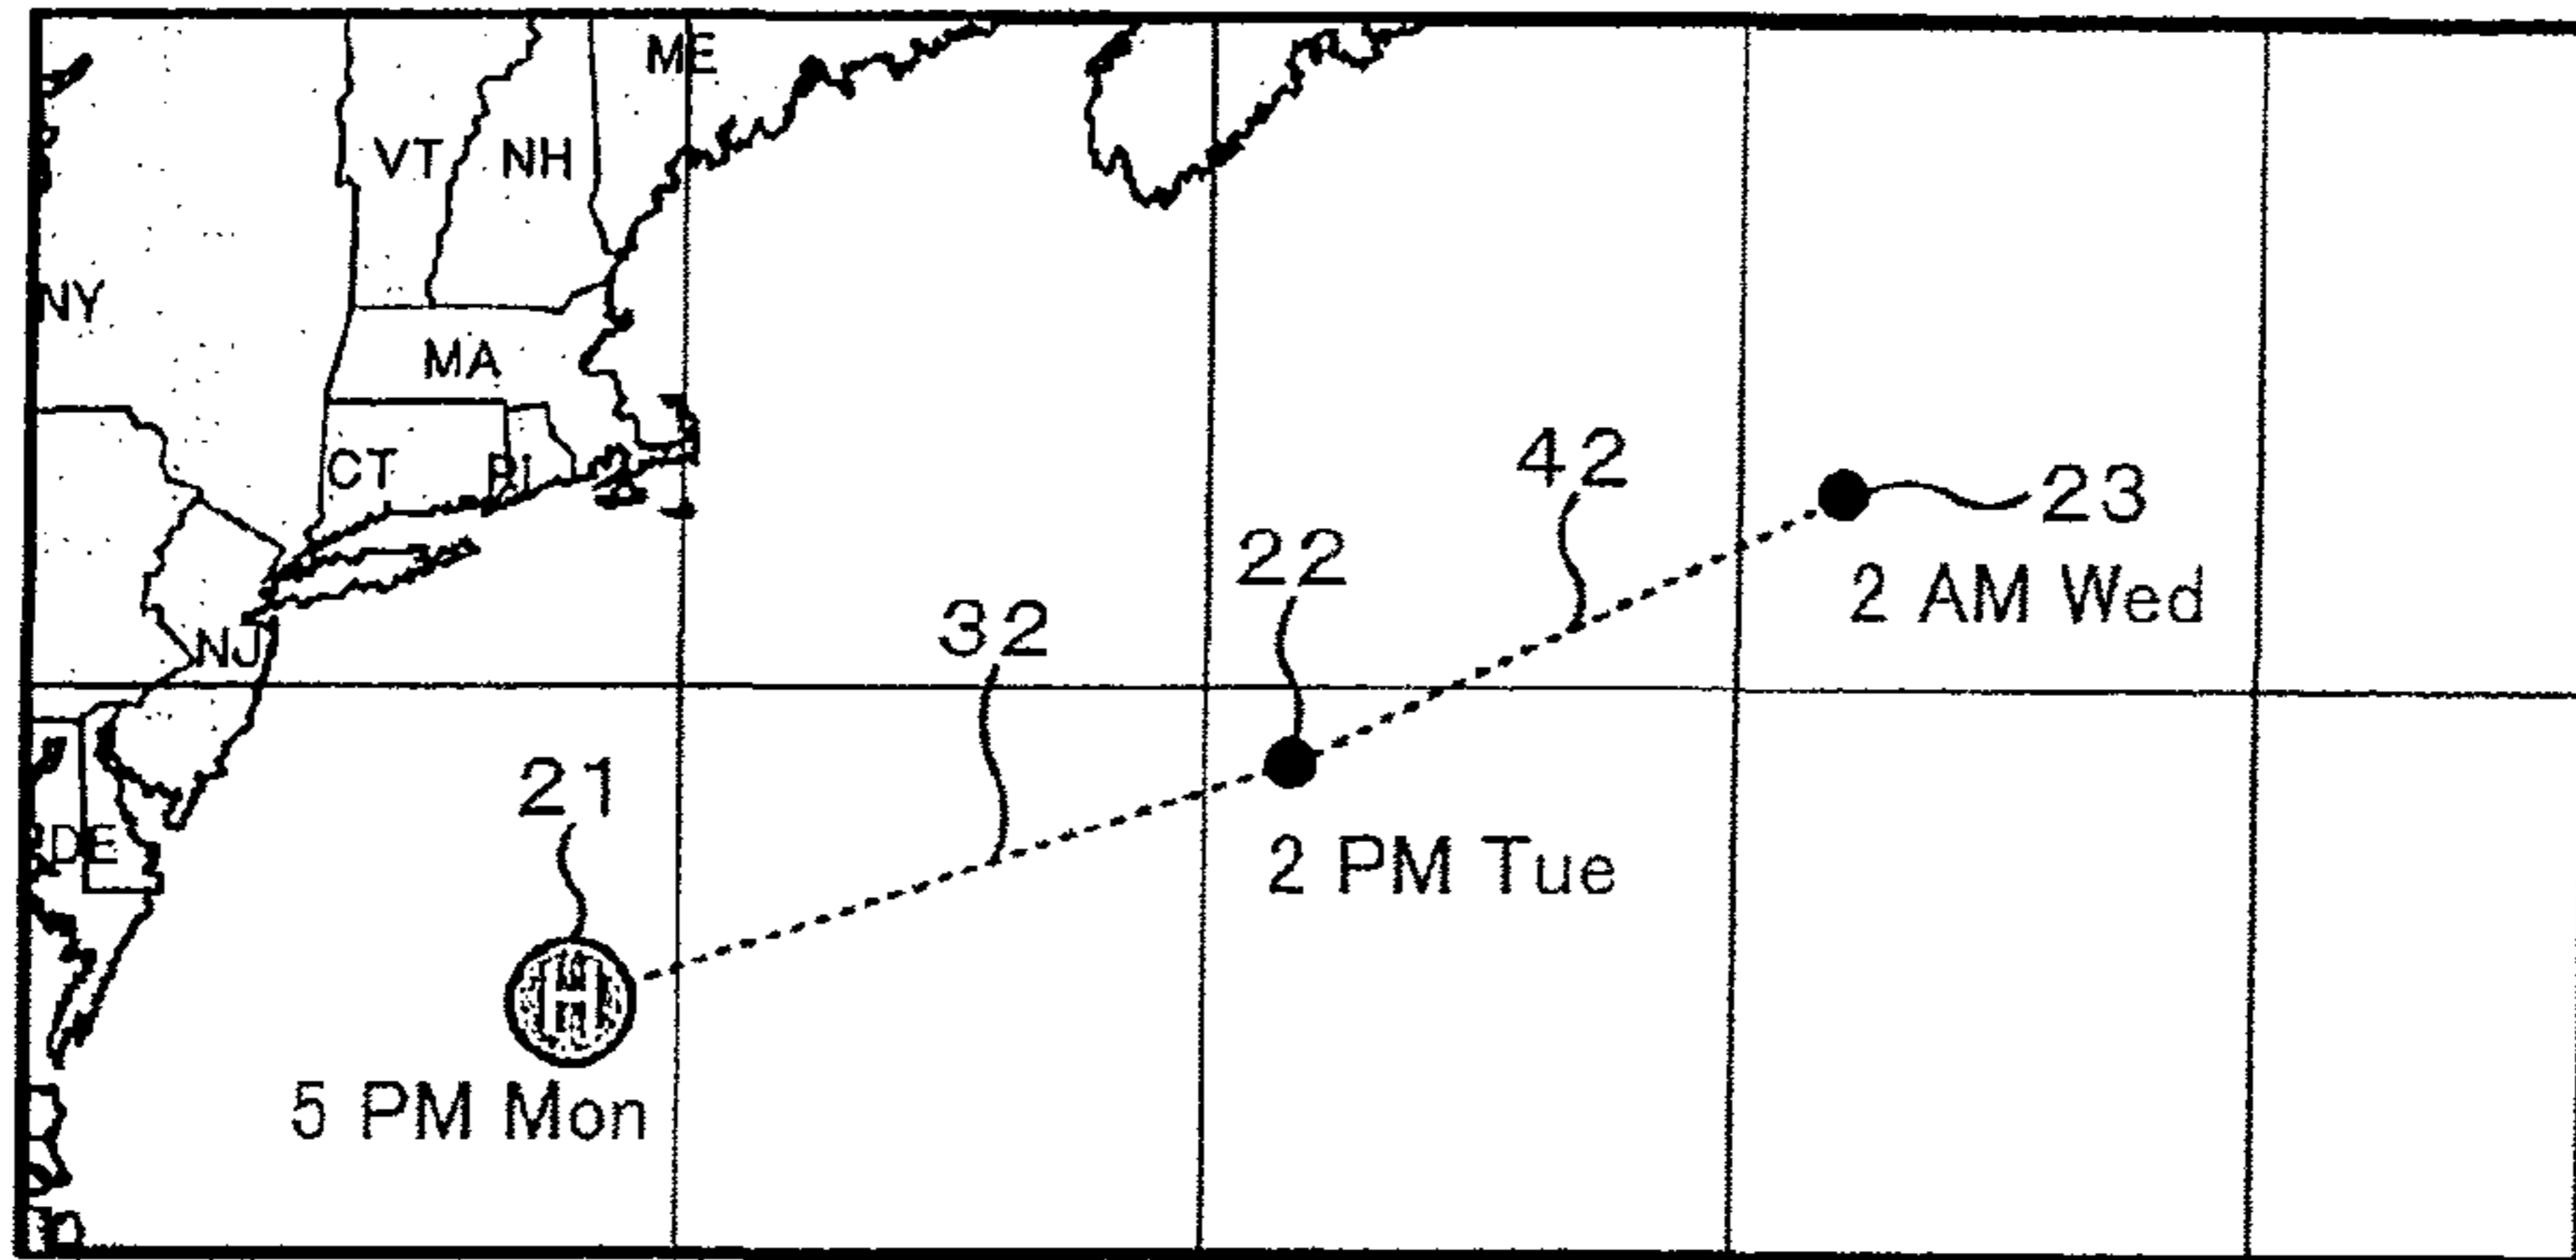 ME
VT
NH
NY
MA
CT
RI
42
23
22
2 AM Wed
32
NJ
21
2 PM Tue
DE
H
5 PM Mon